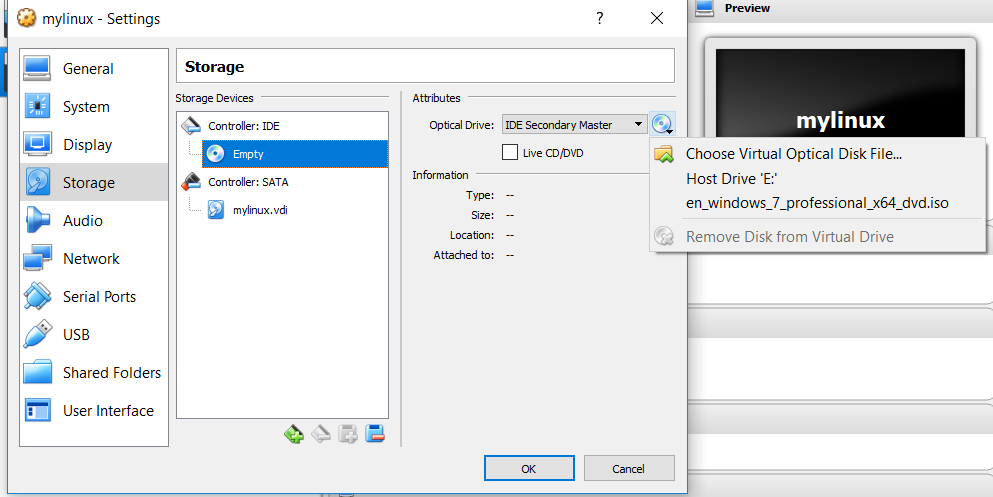 mylinux - Settings
?
Preview
General
System
Display
Storage
Audio
Network
Serial Ports
USB
Shared Folders
User Interface
Storage
Storage Devices
Controller: IDE
Empty
Controller: SATA
mylinux.vdi
Attributes
Optical Drive: IDE Secondary Master
Live CD/DVD
Information
Type: --
Size: --
Location: --
Attached to: --
mylinux
Choose Virtual Optical Disk File...
Host Drive 'E:'
en_windows_7_professional_x64_dvd.iso
Remove Disk from Virtual Drive
OK
Cancel